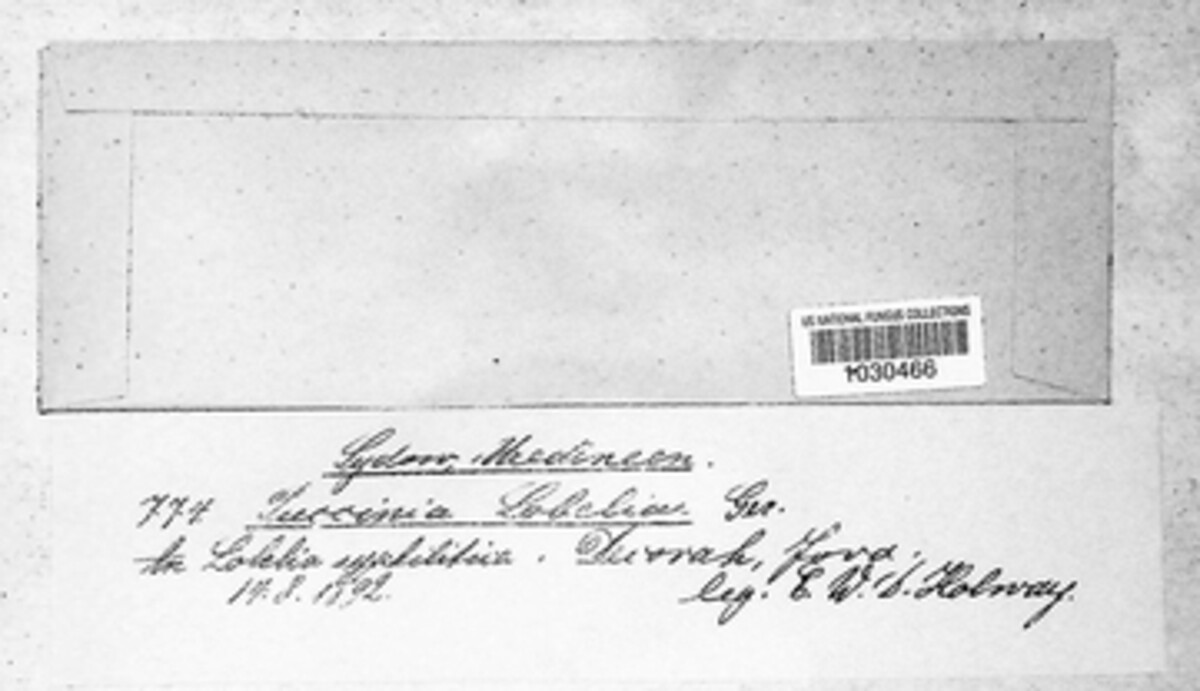 US NATIONAL FUNGUS COLLECTIONS
1030466
Sydow, Uredineen.
774 Puccinia Lobeliae Ger.
An Lobelia syphilitica. Decorah, Jowa.
14.8.1892.
leg. E. W. D. Holway.